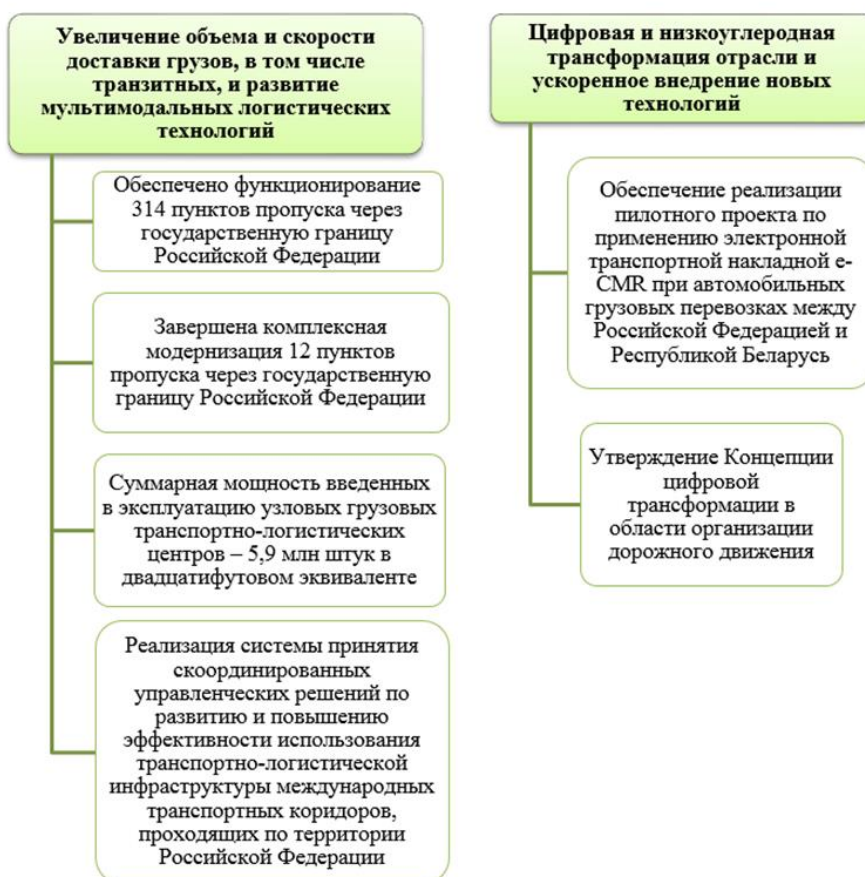 Увеличение объема и скорости
доставки грузов, в том числе
транзитных, и развитие
мультимодальных логистических
технологий
Обеспечено функционирование
314 пунктов пропуска через
государственную границу
Российской Федерации
Завершена комплексная
модернизация 12 пунктов
пропуска через государственную
границу Российской Федерации
Суммарная мощность введенных
в эксплуатацию узловых грузовых
транспортно-логистических
центров – 5,9 млн штук в
двадцатифутовом эквиваленте
Реализация системы принятия
скоординированных
управленческих решений по
развитию и повышению
эффективности использования
транспортно-логистической
инфраструктуры международных
транспортных коридоров,
проходящих по территории
Российской Федерации
Цифровая и низкоуглеродная
трансформация отрасли и
ускоренное внедрение новых
технологий
Обеспечение реализации
пилотного проекта по
применению электронной
транспортной накладной e-
CMR при автомобильных
грузовых перевозках между
Российской Федерацией и
Республикой Беларусь
Утверждение Концепции
цифровой
трансформации в
области организации
дорожного движения